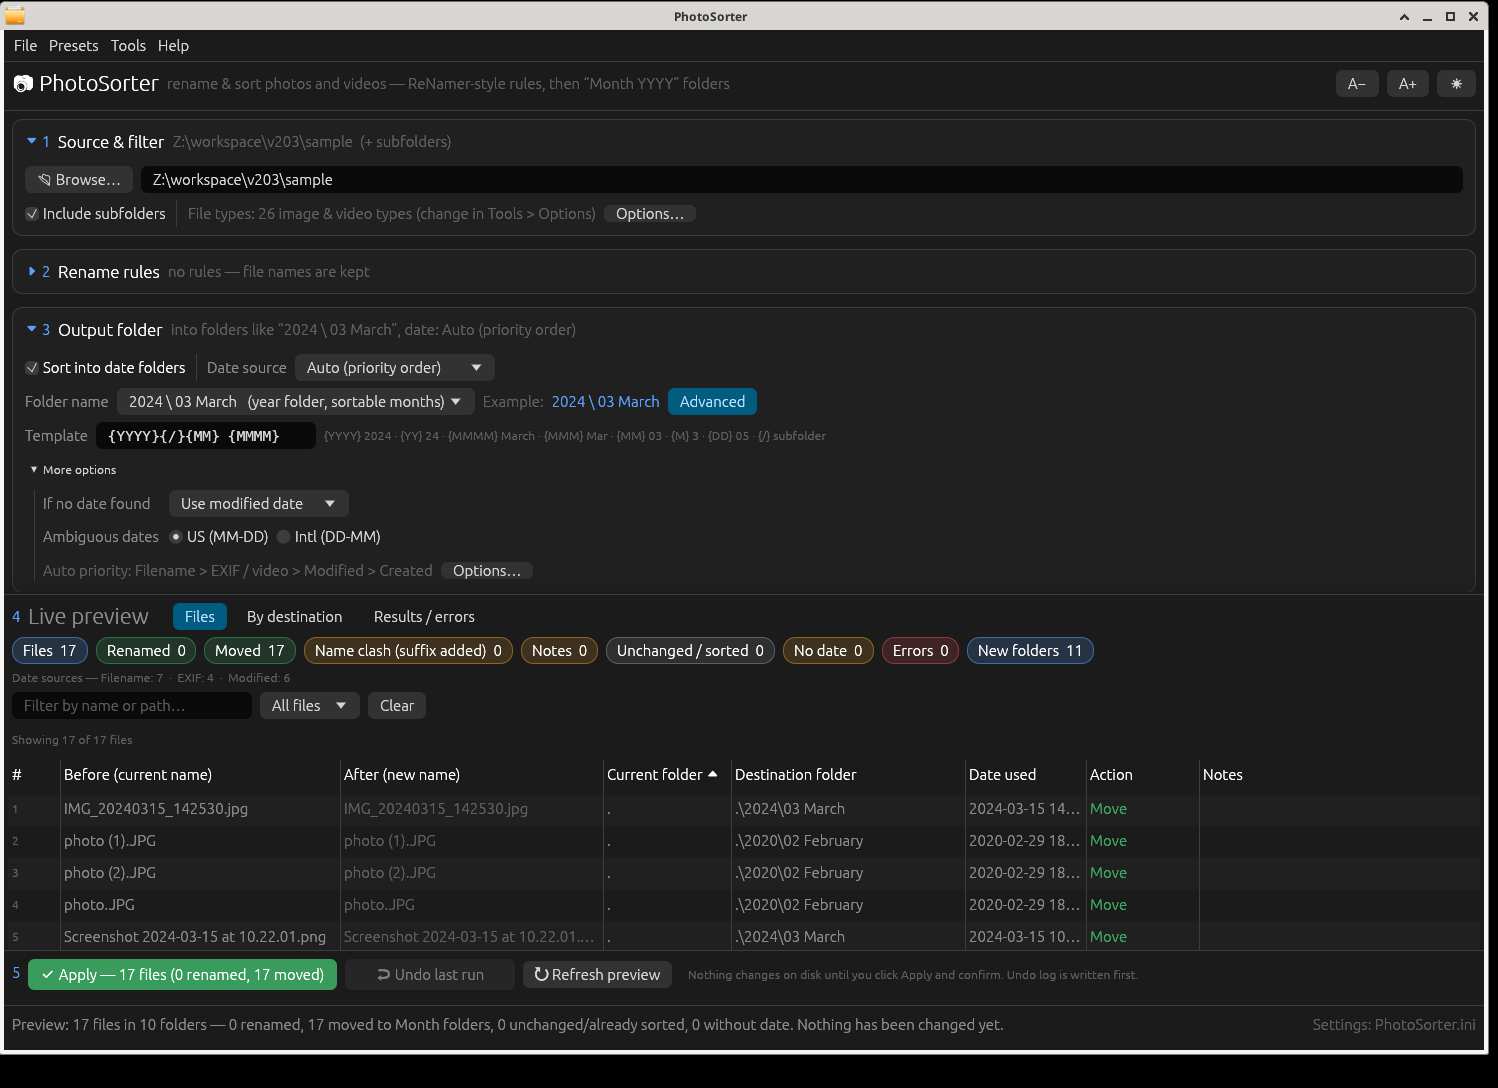 PhotoSorter
File Presets Tools Help
PhotoSorter rename & sort photos and videos — ReNamer-style rules, then "Month YYYY" folders A− A+
1 Source & filter Z:\workspace\v203\sample (+ subfolders)
Browse… Z:\workspace\v203\sample
Include subfolders File types: 26 image & video types (change in Tools > Options) Options…
2 Rename rules no rules — file names are kept
3 Output folder into folders like "2024 \ 03 March", date: Auto (priority order)
Sort into date folders Date source Auto (priority order)
Folder name 2024 \ 03 March (year folder, sortable months) Example: 2024 \ 03 March Advanced
Template {YYYY}{/}{MM} {MMMM} {YYYY} 2024 · {YY} 24 · {MMMM} March · {MMM} Mar · {MM} 03 · {M} 3 · {DD} 05 · {/} subfolder
More options
If no date found Use modified date
Ambiguous dates US (MM-DD) Intl (DD-MM)
Auto priority: Filename > EXIF / video > Modified > Created Options…
4 Live preview Files By destination Results / errors
Files 17 Renamed 0 Moved 17 Name clash (suffix added) 0 Notes 0 Unchanged / sorted 0 No date 0 Errors 0 New folders 11
Date sources — Filename: 7 · EXIF: 4 · Modified: 6
Filter by name or path… All files Clear
Showing 17 of 17 files
# Before (current name) After (new name) Current folder Destination folder Date used Action Notes
1 IMG_20240315_142530.jpg IMG_20240315_142530.jpg . .\2024\03 March 2024-03-15 14… Move
2 photo (1).JPG photo (1).JPG . .\2020\02 February 2020-02-29 18… Move
3 photo (2).JPG photo (2).JPG . .\2020\02 February 2020-02-29 18… Move
4 photo.JPG photo.JPG . .\2020\02 February 2020-02-29 18… Move
5 Screenshot 2024-03-15 at 10.22.01.png Screenshot 2024-03-15 at 10.22.01.… . .\2024\03 March 2024-03-15 10… Move
5 ✓ Apply — 17 files (0 renamed, 17 moved) Undo last run Refresh preview Nothing changes on disk until you click Apply and confirm. Undo log is written first.
Preview: 17 files in 10 folders — 0 renamed, 17 moved to Month folders, 0 unchanged/already sorted, 0 without date. Nothing has been changed yet. Settings: PhotoSorter.ini